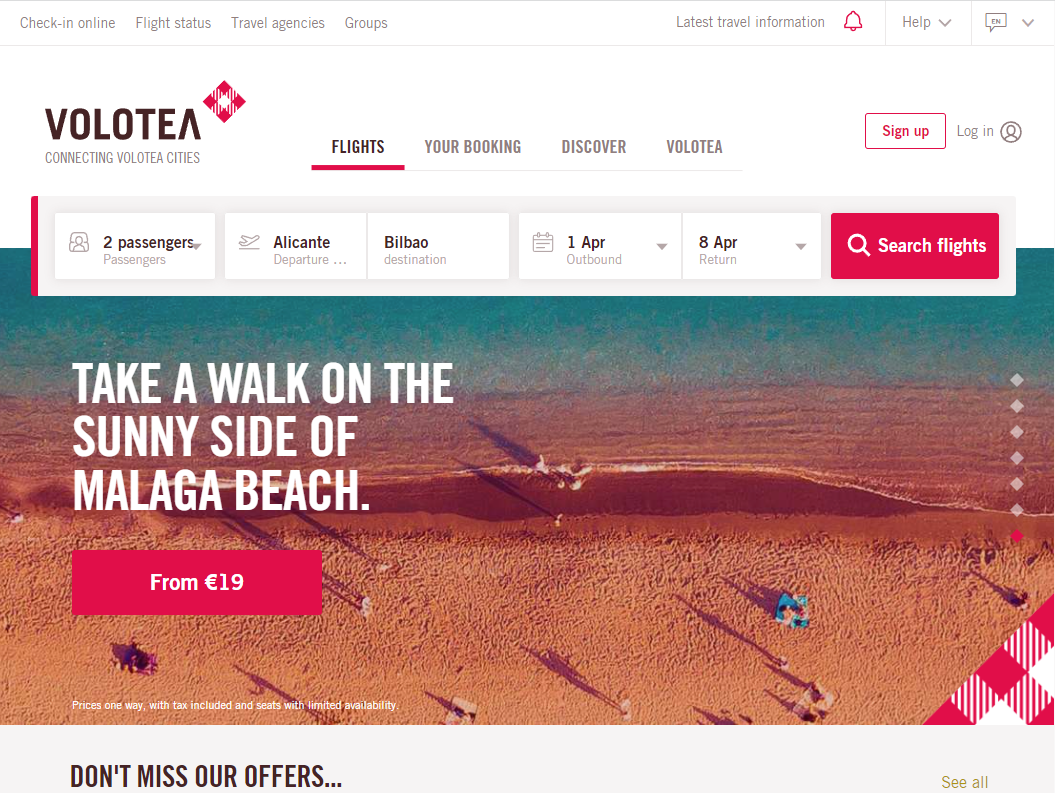 Check-in online Flight status Travel agencies Groups Latest travel information Help EN
VOLOTEA
CONNECTING VOLOTEA CITIES
FLIGHTS YOUR BOOKING DISCOVER VOLOTEA
Sign up Log in
2 passengers Alicante Bilbao 1 Apr 8 Apr Search flights
Passengers Departure ... destination Outbound Return
TAKE A WALK ON THE
SUNNY SIDE OF
MALAGA BEACH.
From €19
Prices one way, with tax included and seats with limited availability.
DON'T MISS OUR OFFERS...
See all